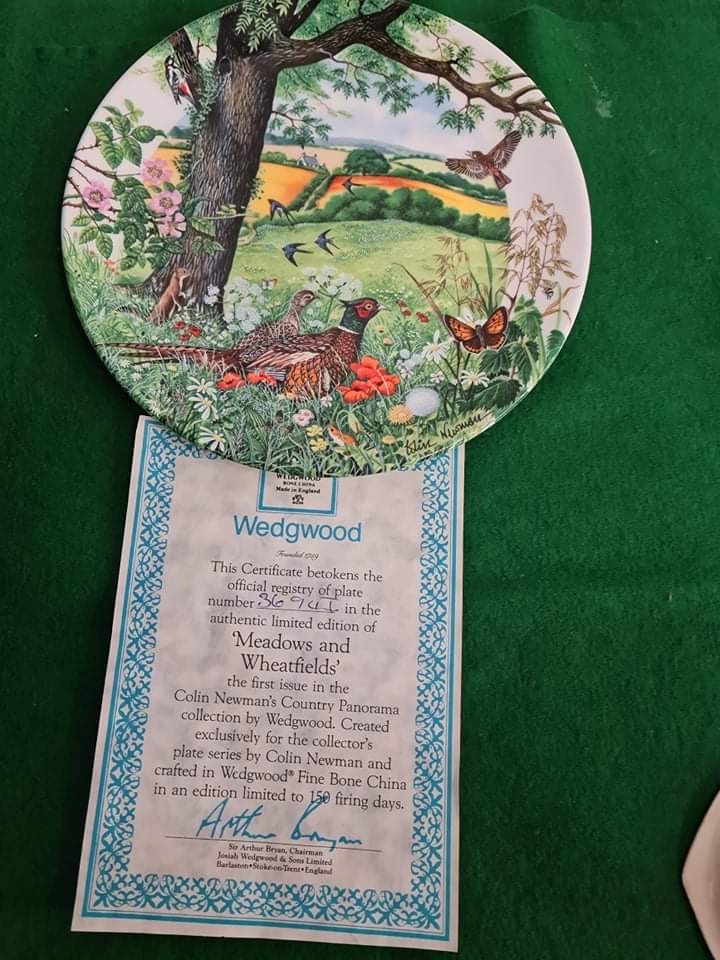 Colin Newman
WEDGWOOD
BONE CHINA
Made in England
Wedgwood
Founded 1759
This Certificate betokens the
official registry of plate
number in the
authentic limited edition of
'Meadows and
Wheatfields'
the first issue in the
Colin Newman's Country Panorama
collection by Wedgwood. Created
exclusively for the collector's
plate series by Colin Newman and
crafted in Wedgwood® Fine Bone China
in an edition limited to 150 firing days.
Arthur Bryan
Sir Arthur Bryan, Chairman
Josiah Wedgwood & Sons Limited
Barlaston•Stoke-on-Trent•England